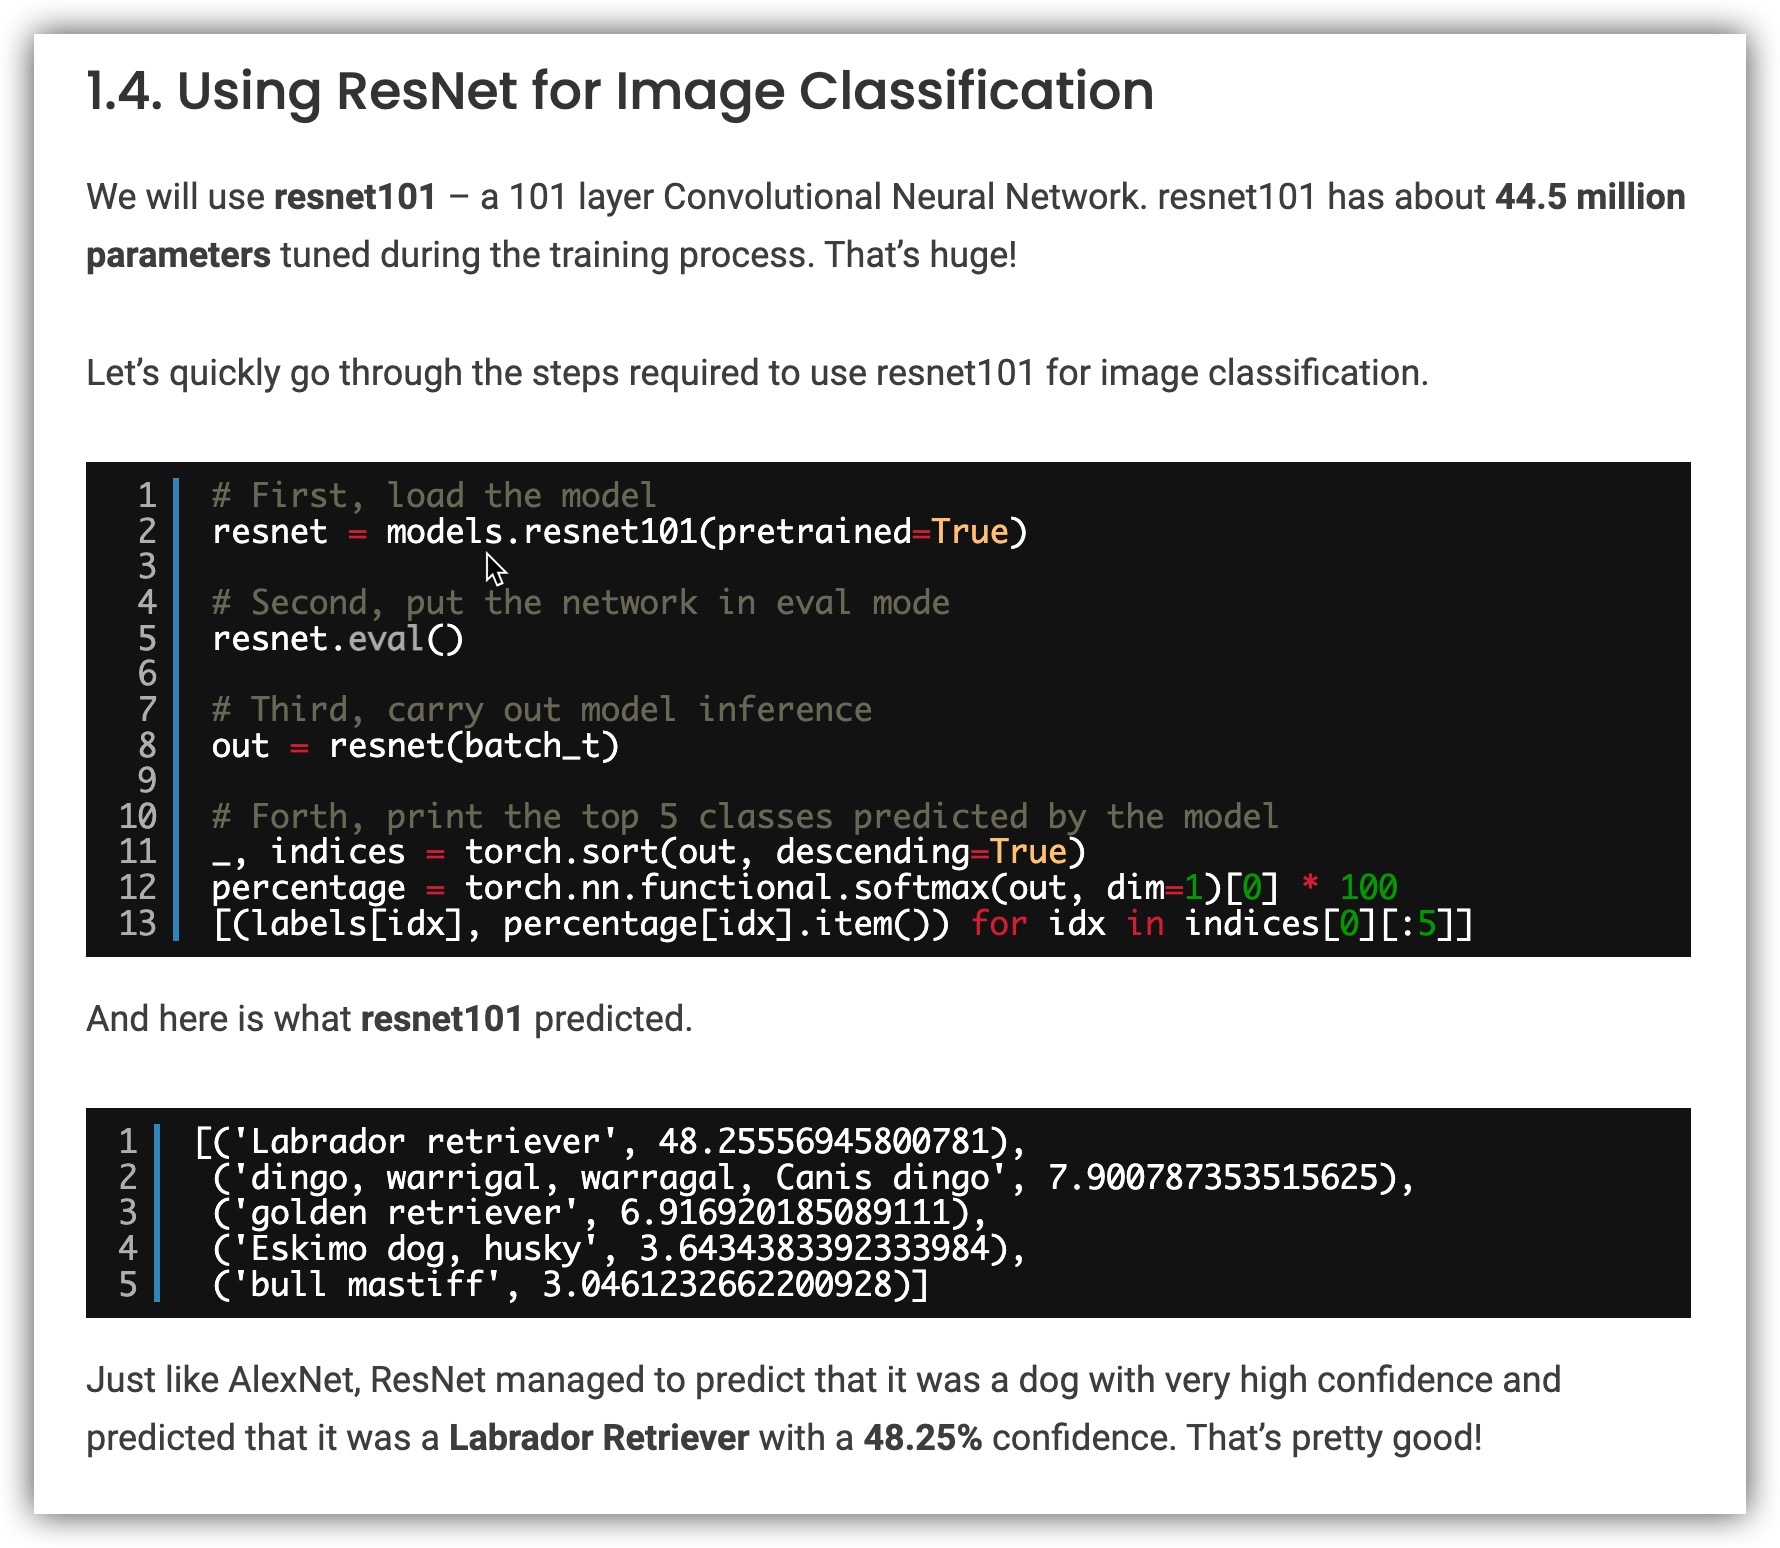 1.4. Using ResNet for Image Classification
We will use resnet101 – a 101 layer Convolutional Neural Network. resnet101 has about 44.5 million
parameters tuned during the training process. That’s huge!
Let’s quickly go through the steps required to use resnet101 for image classification.
1 # First, load the model
2 resnet = models.resnet101(pretrained=True)
3
4 # Second, put the network in eval mode
5 resnet.eval()
6
7 # Third, carry out model inference
8 out = resnet(batch_t)
9
10 # Forth, print the top 5 classes predicted by the model
11 _, indices = torch.sort(out, descending=True)
12 percentage = torch.nn.functional.softmax(out, dim=1)[0] * 100
13 [(labels[idx], percentage[idx].item()) for idx in indices[0][:5]]
And here is what resnet101 predicted.
1 [('Labrador retriever', 48.25556945800781),
2 ('dingo, warrigal, warragal, Canis dingo', 7.900787353515625),
3 ('golden retriever', 6.916920185089111),
4 ('Eskimo dog, husky', 3.6434383392333984),
5 ('bull mastiff', 3.0461232662200928)]
Just like AlexNet, ResNet managed to predict that it was a dog with very high confidence and
predicted that it was a Labrador Retriever with a 48.25% confidence. That’s pretty good!